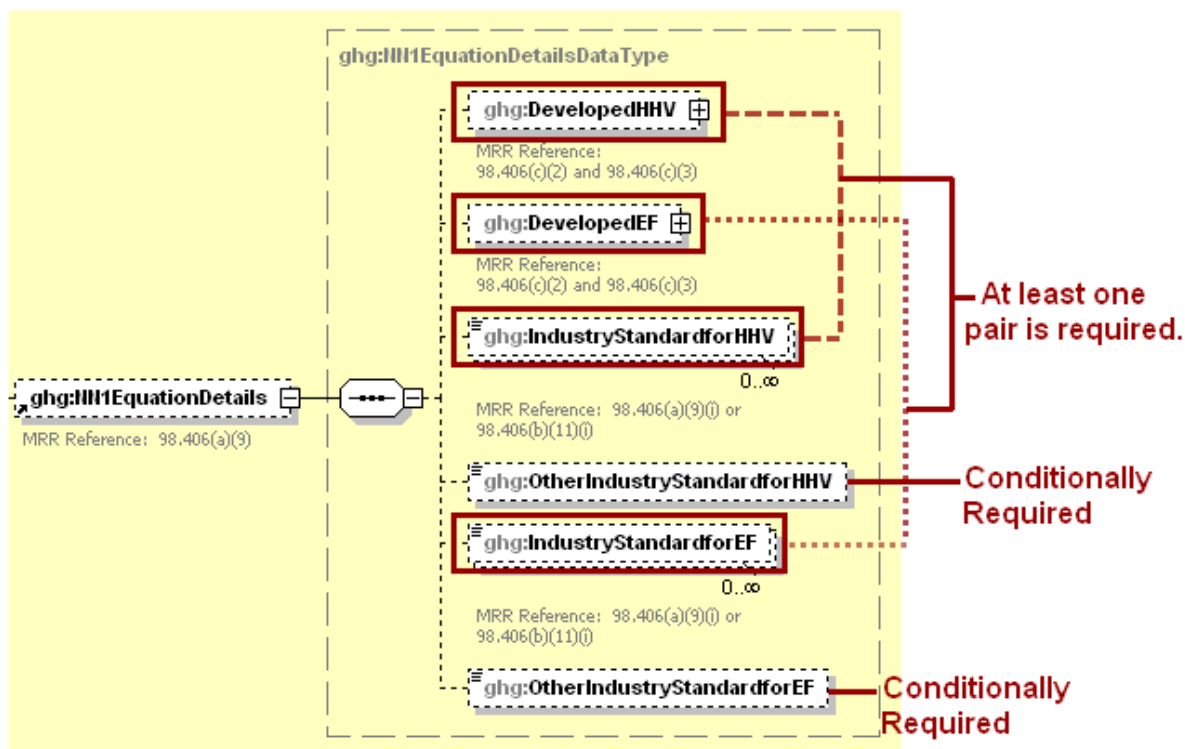 ghg:NN1EquationDetailsDataType
ghg:DevelopedHHV
MRR Reference:
98.406(c)(2) and 98.406(c)(3)
ghg:DevelopedEF
MRR Reference:
98.406(c)(2) and 98.406(c)(3)
At least one
pair is required.
ghg:IndustryStandardforHHV
0..∞
ghg:NN1EquationDetails
MRR Reference: 98.406(a)(9)
MRR Reference: 98.406(a)(9)(i) or
98.406(b)(11)(i)
ghg:OtherIndustryStandardforHHV
Conditionally
Required
ghg:IndustryStandardforEF
0..∞
MRR Reference: 98.406(a)(9)(i) or
98.406(b)(11)(i)
ghg:OtherIndustryStandardforEF
Conditionally
Required